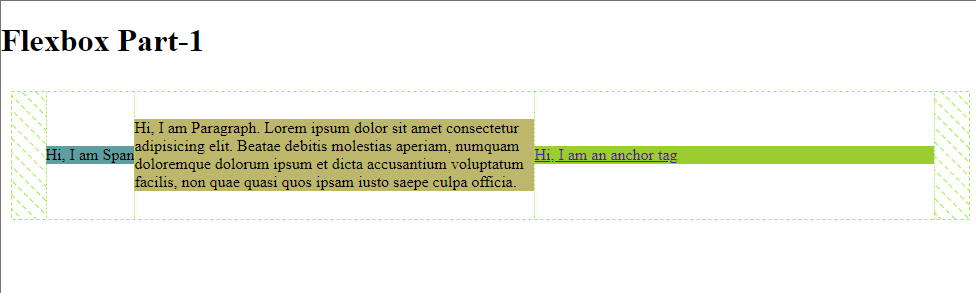 Flexbox Part-1
Hi, I am Span
Hi, I am Paragraph. Lorem ipsum dolor sit amet consectetur
adipisicing elit. Beatae debitis molestias aperiam, numquam
doloremque dolorum ipsum et dicta accusantium voluptatum
facilis, non quae quasi quos ipsam iusto saepe culpa officia.
Hi, I am an anchor tag